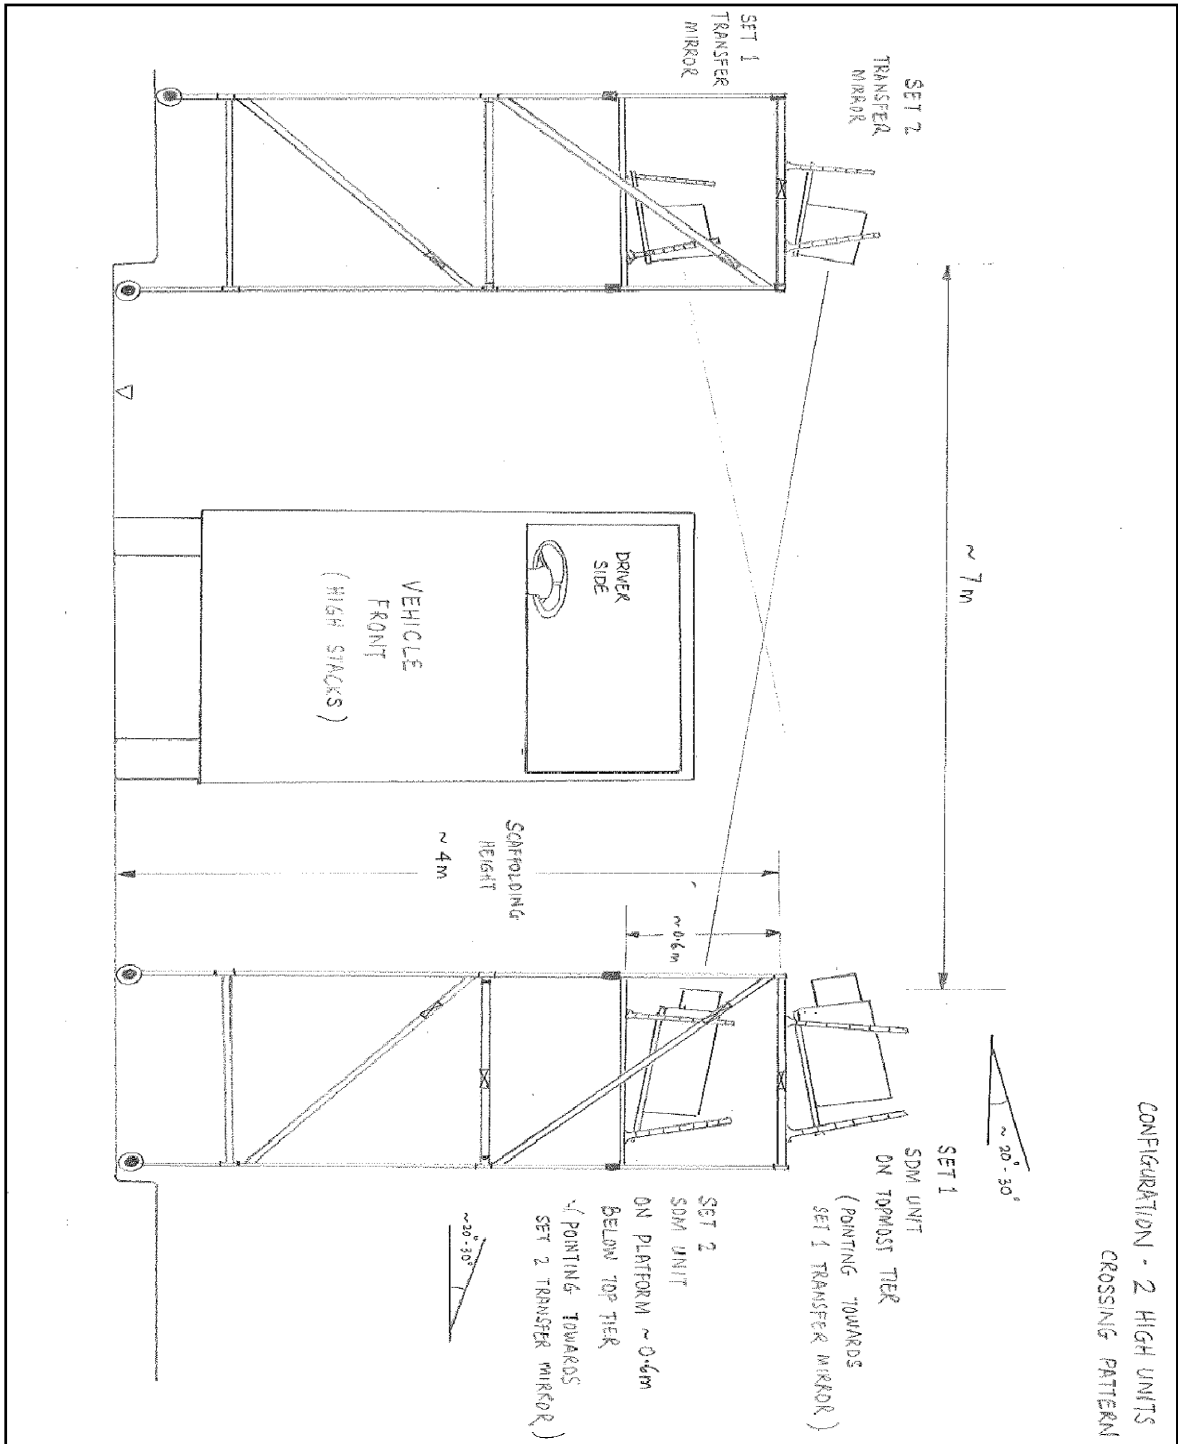 CONFIGURATION - 2 HIGH UNITS
CROSSING PATTERN
SET 2
TRANSFER
MIRROR
SET 1
TRANSFER
MIRROR
~ 7m
~ 20° - 30°
SET 1
SDM UNIT
ON TOPMOST TIER
(POINTING TOWARDS
SET 1 TRANSFER MIRROR)
~ 0.6m
SCAFFOLDING
HEIGHT
~ 4m
DRIVER
SIDE
VEHICLE
FRONT
(HIGH STACKS)
SET 2
SDM UNIT
ON PLATFORM ~ 0.6m
BELOW TOP TIER
(POINTING TOWARDS
SET 2 TRANSFER MIRROR)
~20°-30°